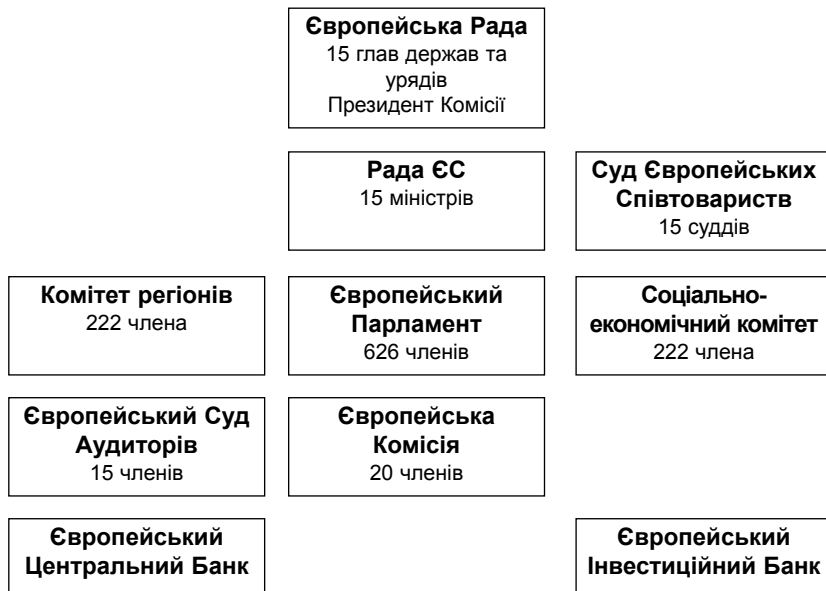 Європейська Рада
15 глав держав та
урядів
Президент Комісії
Рада ЄС
15 міністрів
Суд Європейських
Співтовариств
15 суддів
Комітет регіонів
222 члена
Європейський
Парламент
626 членів
Соціально-
економічний комітет
222 члена
Європейський Суд
Аудиторів
15 членів
Європейська
Комісія
20 членів
Європейський
Центральний Банк
Європейський
Інвестиційний Банк